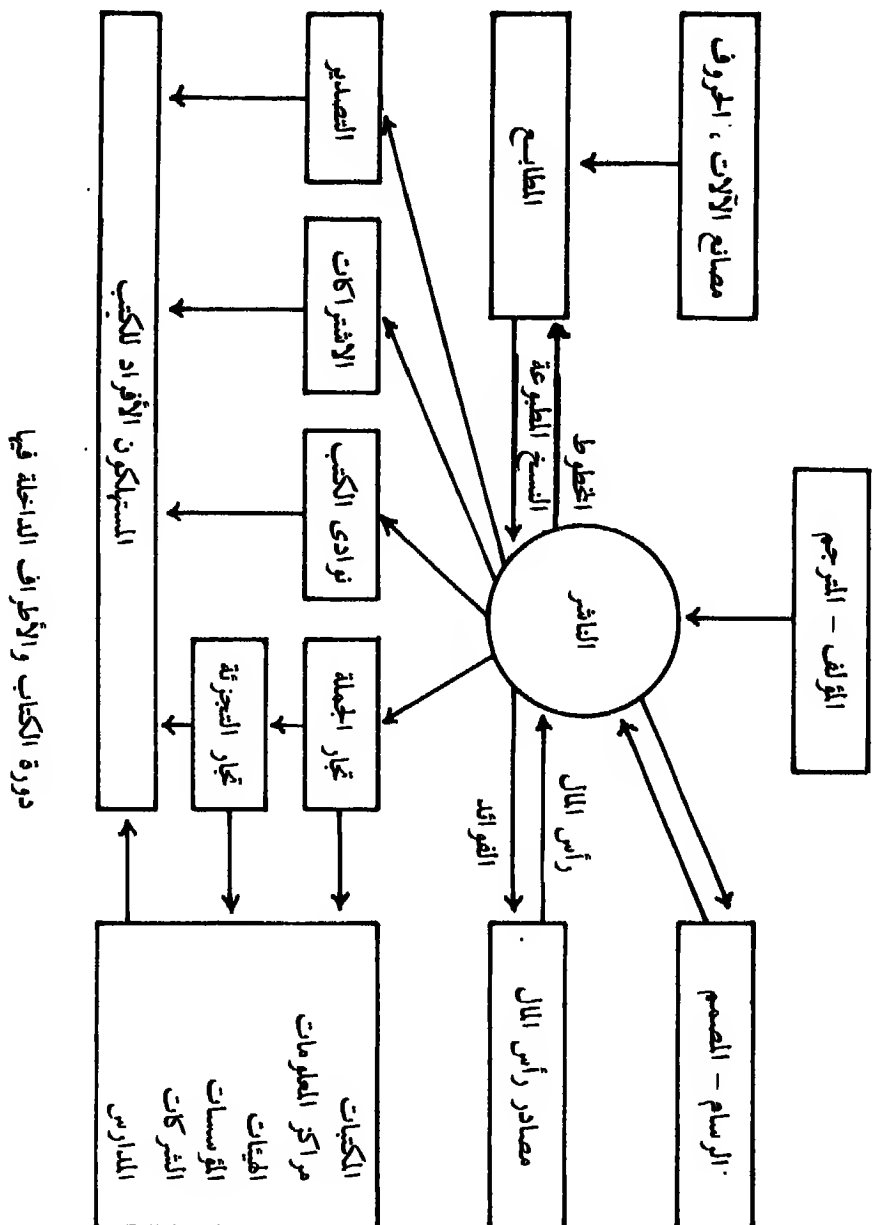 المؤلف – المترجم
مصانع الآلات ، الحروف
الرسام – المصمم
المطابع
المخطوط
النسخ المطبوعة
الناشر
رأس المال
الفوائد
مصادر رأس المال
التصدير
الاشتراكات
نوادى الكتب
تجار الجملة
تجار التجزئة
المكتبات
مراكز المعلومات
الهيئات
المؤسسات
الشركات
المدارس
المستهلكون الأفراد للكتب
دورة الكتاب والأطراف الداخلة فيها